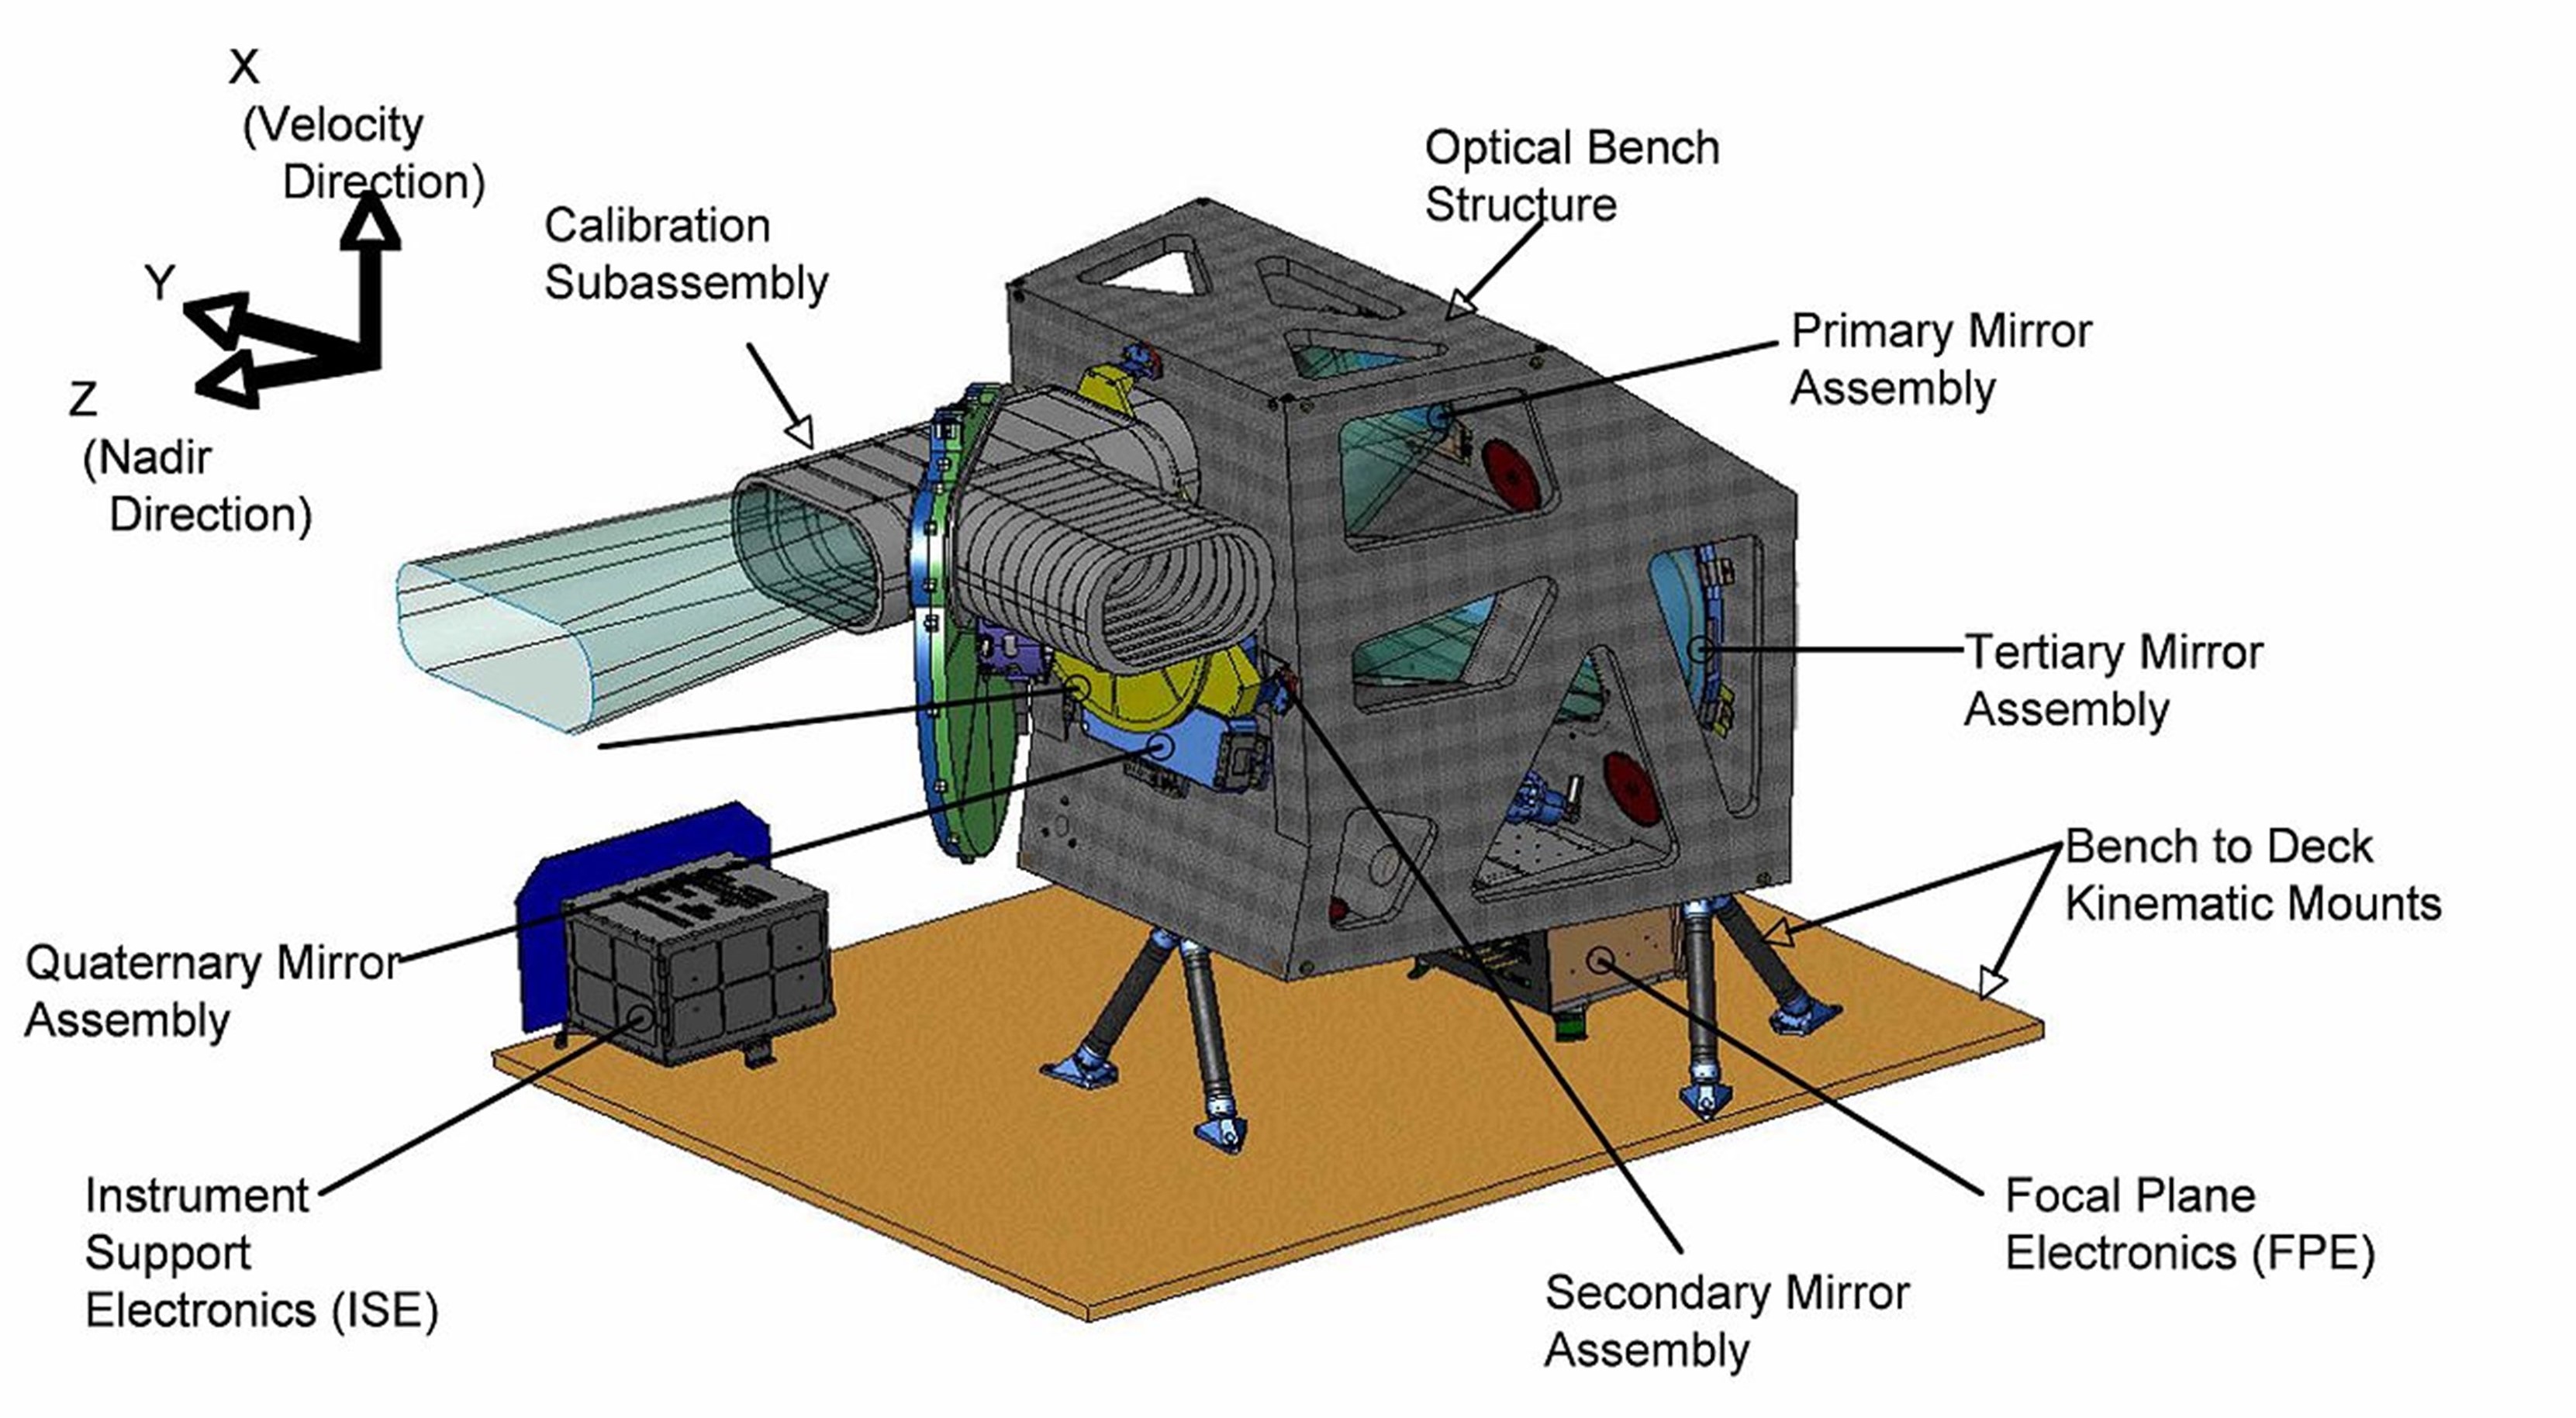 X
(Velocity
Direction)
Y
Z
(Nadir
Direction)
Calibration
Subassembly
Optical Bench
Structure
Primary Mirror
Assembly
Tertiary Mirror
Assembly
Bench to Deck
Kinematic Mounts
Quaternary Mirror
Assembly
Instrument
Support
Electronics (ISE)
Focal Plane
Electronics (FPE)
Secondary Mirror
Assembly